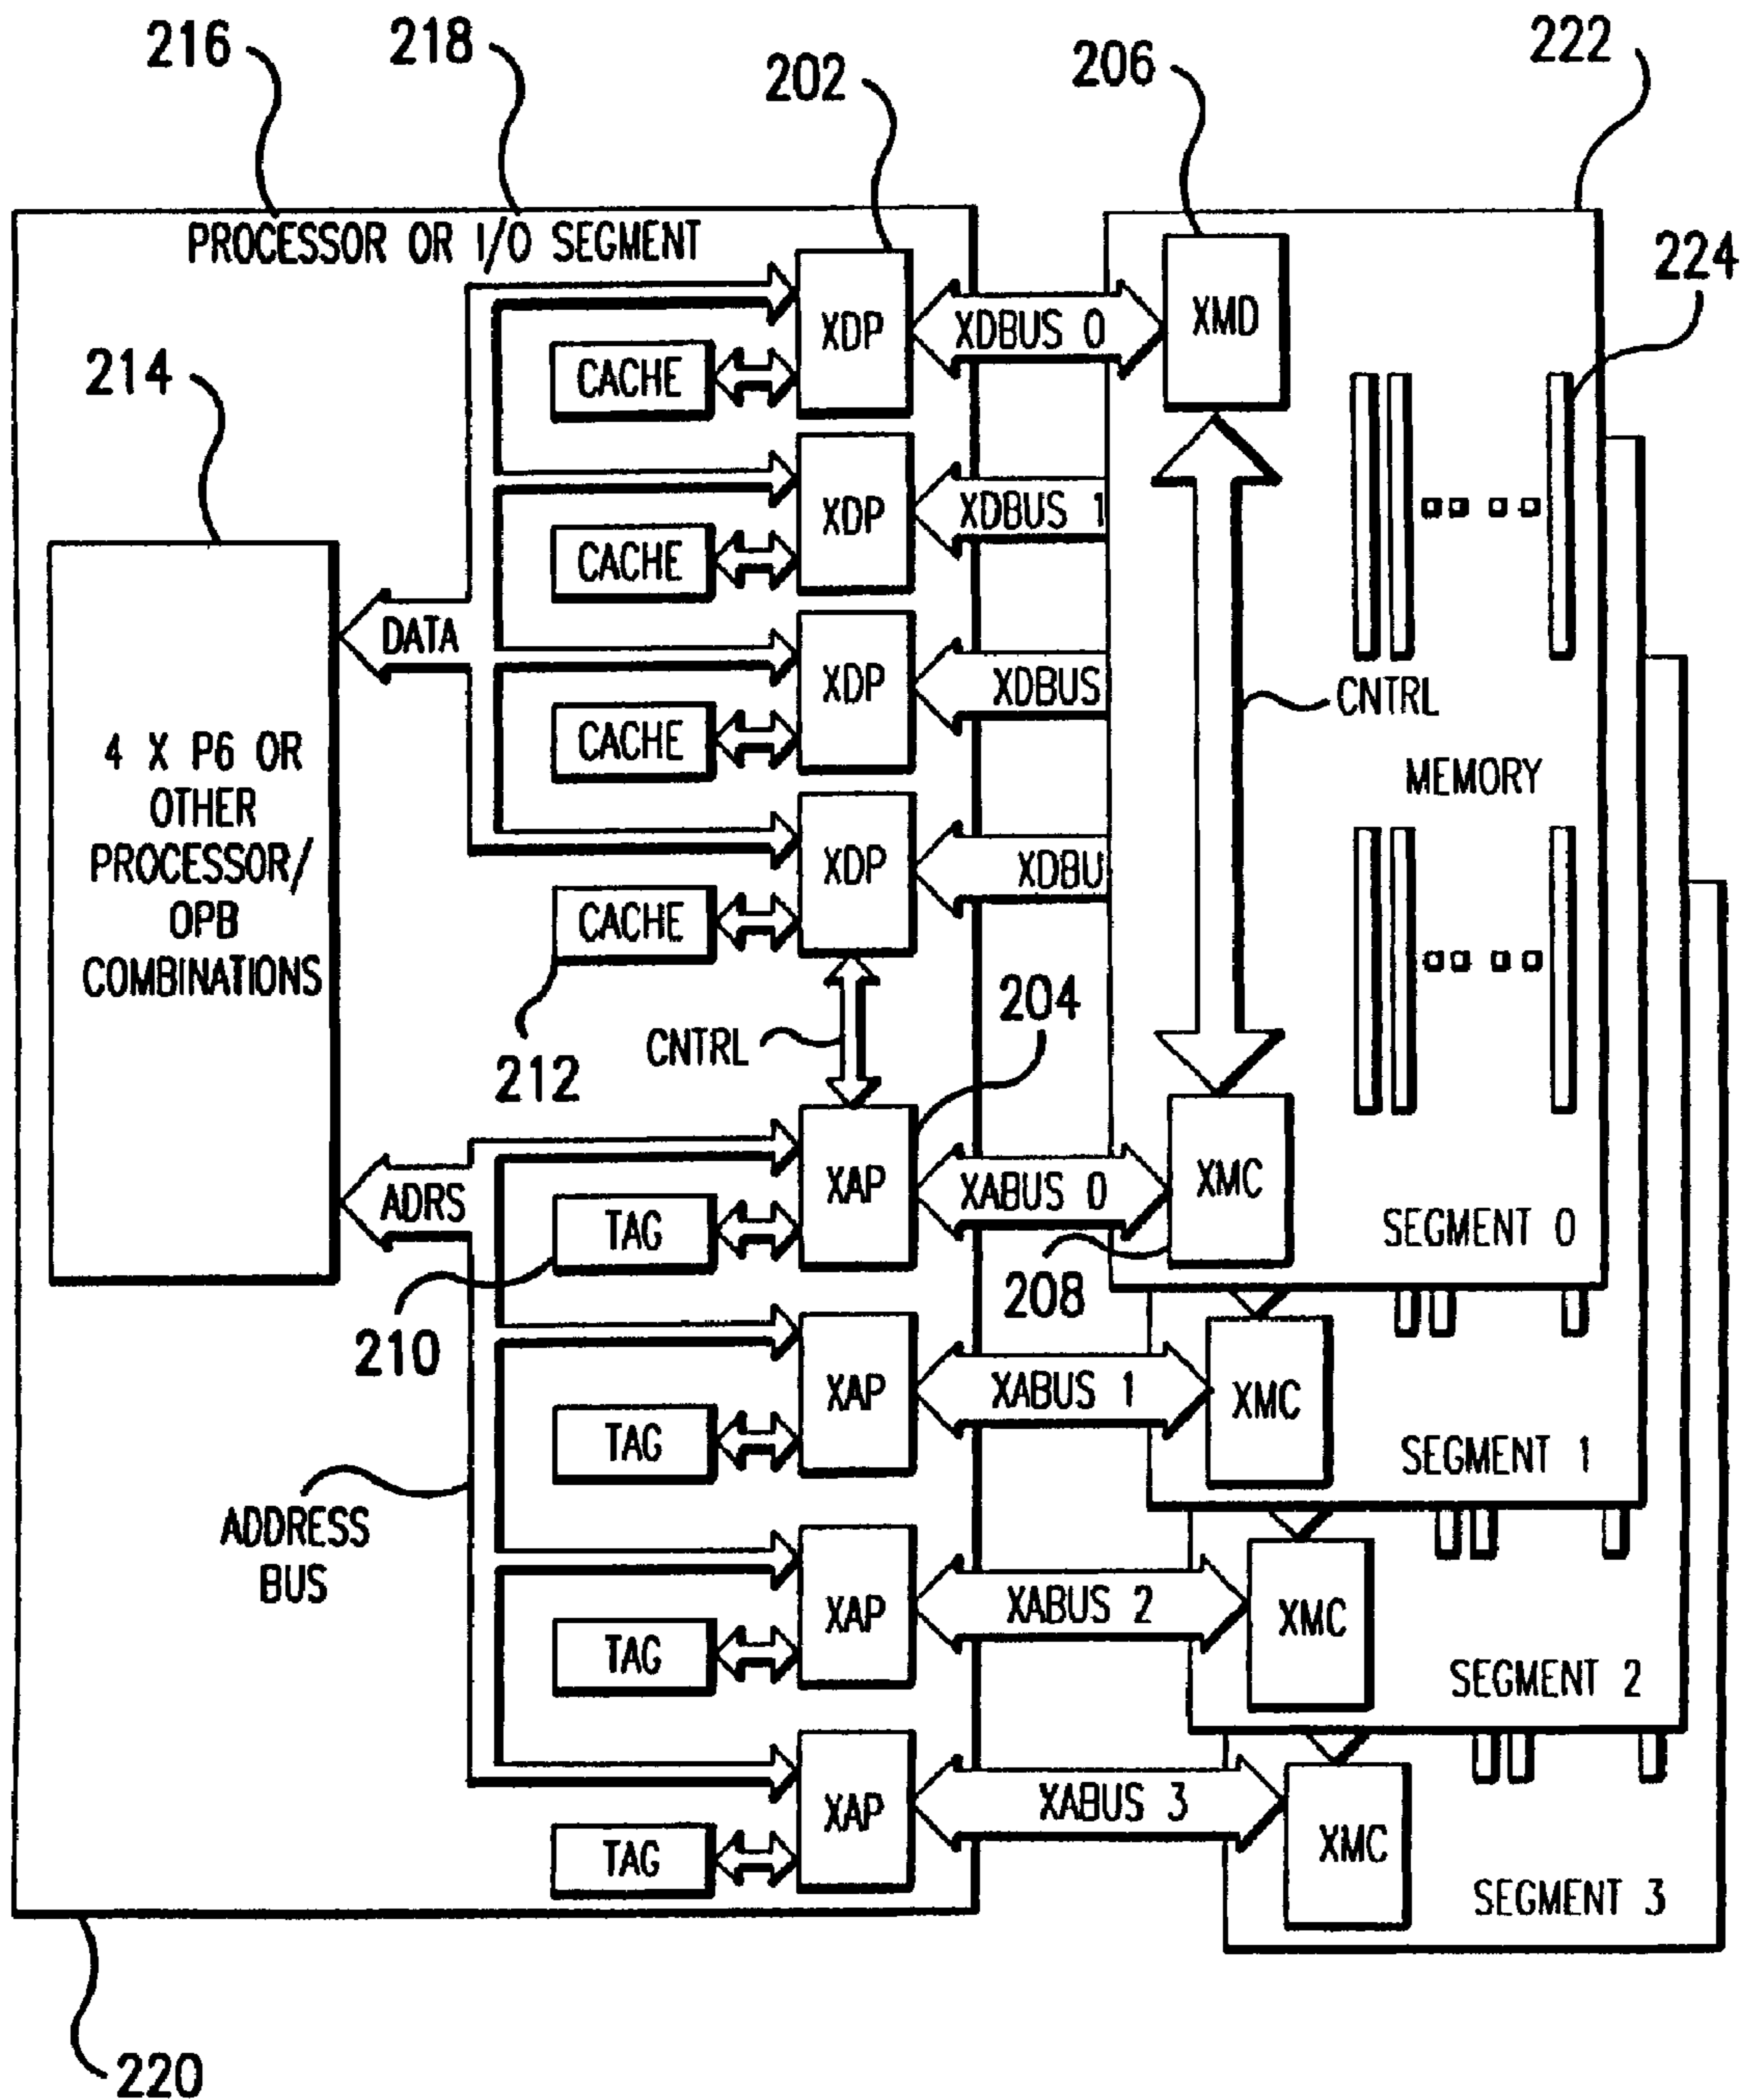 216
218
202
206
222
PROCESSOR OR I/O SEGMENT
224
214
XDP
XDBUS 0
XMD
CACHE
XDP
XDBUS 1
CACHE
DATA
XDP
XDBUS
CACHE
CNTRL
4 X P6 OR
OTHER
PROCESSOR/
OPB
COMBINATIONS
MEMORY
XDP
XDBU
CACHE
212
CNTRL
204
ADRS
XAP
XABUS 0
XMC
TAG
SEGMENT 0
210
208
XAP
XABUS 1
XMC
TAG
SEGMENT 1
ADDRESS
BUS
XAP
XABUS 2
XMC
TAG
SEGMENT 2
XAP
XABUS 3
XMC
TAG
SEGMENT 3
220